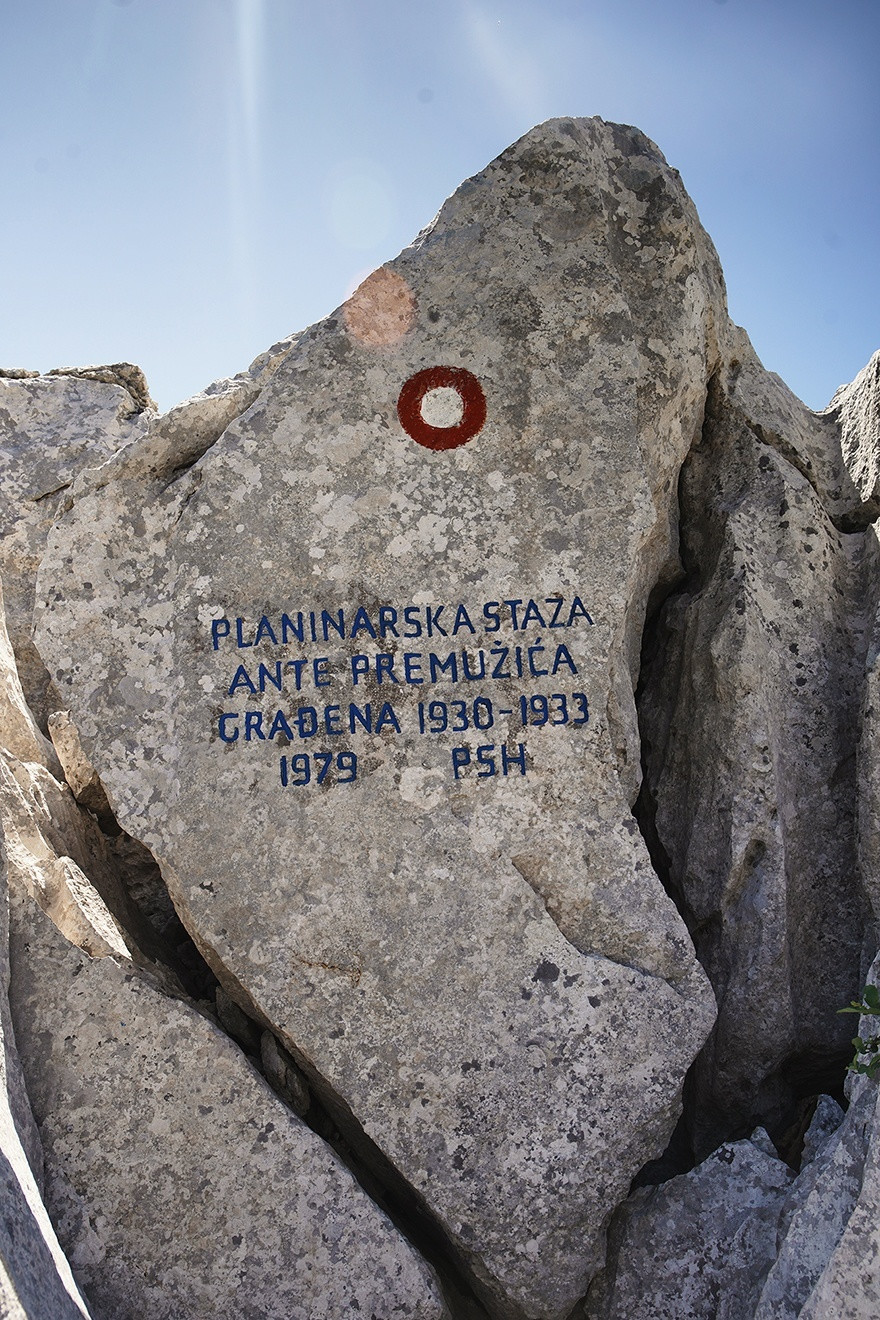 PLANINARSKA STAZA
ANTE PREMUŽIĆA
GRAĐENA 1930-1933
1979 PSH